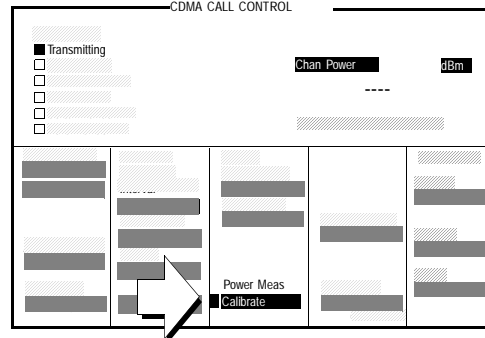 CDMA CALL CONTROL
Transmitting
Chan Power dBm
----
Power Meas
Calibrate